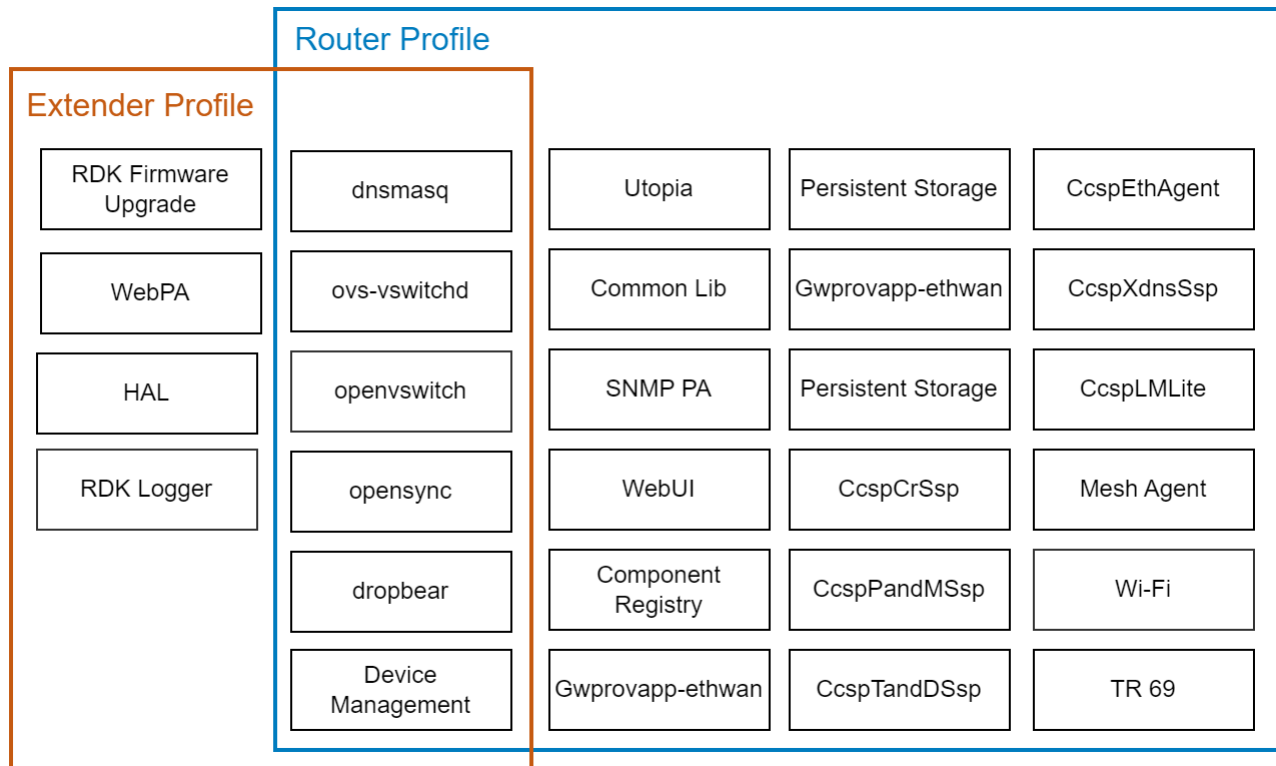 Router Profile
Extender Profile
RDK Firmware
Upgrade
dnsmasq
Utopia
Persistent Storage
CcspEthAgent
WebPA
ovs-vswitchd
Common Lib
Gwprovapp-ethwan
CcspXdnsSsp
HAL
openvswitch
SNMP PA
Persistent Storage
CcspLMLite
RDK Logger
opensync
WebUI
CcspCrSsp
Mesh Agent
dropbear
Component
Registry
CcspPandMSsp
Wi-Fi
Device
Management
Gwprovapp-ethwan
CcspTandDSsp
TR 69